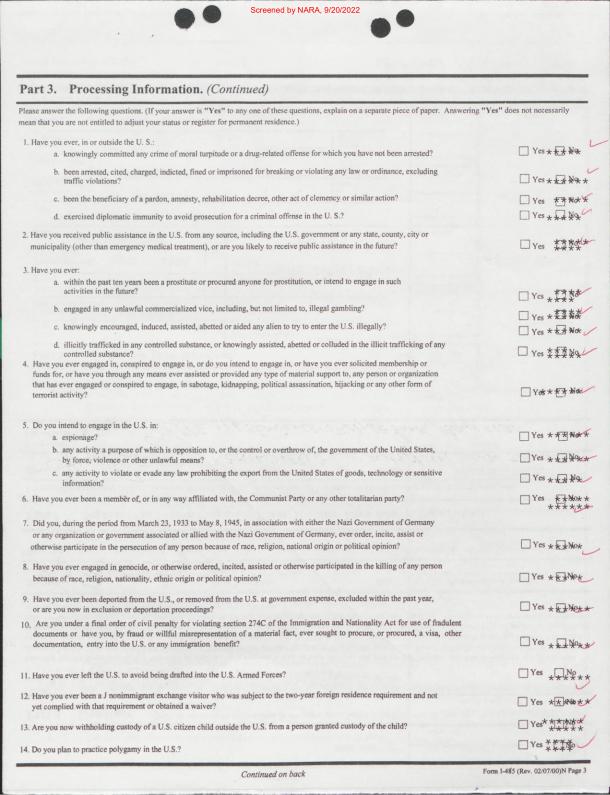 Screened by NARA, 9/20/2022
Part 3. Processing Information. (Continued)
Please answer the following questions. (If your answer is "Yes" to any one of these questions, explain on a separate piece of paper. Answering "Yes" does not necessarily
mean that you are not entitled to adjust your status or register for permanent residence.)
1. Have you ever, in or outside the U. S.:
a. knowingly committed any crime of moral turpitude or a drug-related offense for which you have not been arrested? Yes No
b. been arrested, cited, charged, indicted, fined or imprisoned for breaking or violating any law or ordinance, excluding
traffic violations? Yes No
c. been the beneficiary of a pardon, amnesty, rehabilitation decree, other act of clemency or similar action? Yes No
d. exercised diplomatic immunity to avoid prosecution for a criminal offense in the U. S.? Yes No
2. Have you received public assistance in the U.S. from any source, including the U.S. government or any state, county, city or
municipality (other than emergency medical treatment), or are you likely to receive public assistance in the future? Yes
3. Have you ever:
a. within the past ten years been a prostitute or procured anyone for prostitution, or intend to engage in such
activities in the future? Yes No
b. engaged in any unlawful commercialized vice, including, but not limited to, illegal gambling? Yes No
c. knowingly encouraged, induced, assisted, abetted or aided any alien to try to enter the U.S. illegally? Yes No
d. illicitly trafficked in any controlled substance, or knowingly assisted, abetted or colluded in the illicit trafficking of any
controlled substance? Yes No
4. Have you ever engaged in, conspired to engage in, or do you intend to engage in, or have you ever solicited membership or
funds for, or have you through any means ever assisted or provided any type of material support to, any person or organization
that has ever engaged or conspired to engage, in sabotage, kidnapping, political assassination, hijacking or any other form of
terrorist activity? Yes No
5. Do you intend to engage in the U.S. in:
a. espionage? Yes No
b. any activity a purpose of which is opposition to, or the control or overthrow of, the government of the United States,
by force, violence or other unlawful means? Yes No
c. any activity to violate or evade any law prohibiting the export from the United States of goods, technology or sensitive
information? Yes No
6. Have you ever been a member of, or in any way affiliated with, the Communist Party or any other totalitarian party? Yes No
7. Did you, during the period from March 23, 1933 to May 8, 1945, in association with either the Nazi Government of Germany
or any organization or government associated or allied with the Nazi Government of Germany, ever order, incite, assist or
otherwise participate in the persecution of any person because of race, religion, national origin or political opinion? Yes No
8. Have you ever engaged in genocide, or otherwise ordered, incited, assisted or otherwise participated in the killing of any person
because of race, religion, nationality, ethnic origin or political opinion? Yes No
9. Have you ever been deported from the U.S., or removed from the U.S. at government expense, excluded within the past year,
or are you now in exclusion or deportation proceedings? Yes No
10. Are you under a final order of civil penalty for violating section 274C of the Immigration and Nationality Act for use of fradulent
documents or have you, by fraud or willful misrepresentation of a material fact, ever sought to procure, or procured, a visa, other
documentation, entry into the U.S. or any immigration benefit? Yes No
11. Have you ever left the U.S. to avoid being drafted into the U.S. Armed Forces? Yes No
12. Have you ever been a J nonimmigrant exchange visitor who was subject to the two-year foreign residence requirement and not
yet complied with that requirement or obtained a waiver? Yes No
13. Are you now withholding custody of a U.S. citizen child outside the U.S. from a person granted custody of the child? Yes No
14. Do you plan to practice polygamy in the U.S.? Yes No
Continued on back
Form I-485 (Rev. 02/07/00)N Page 3